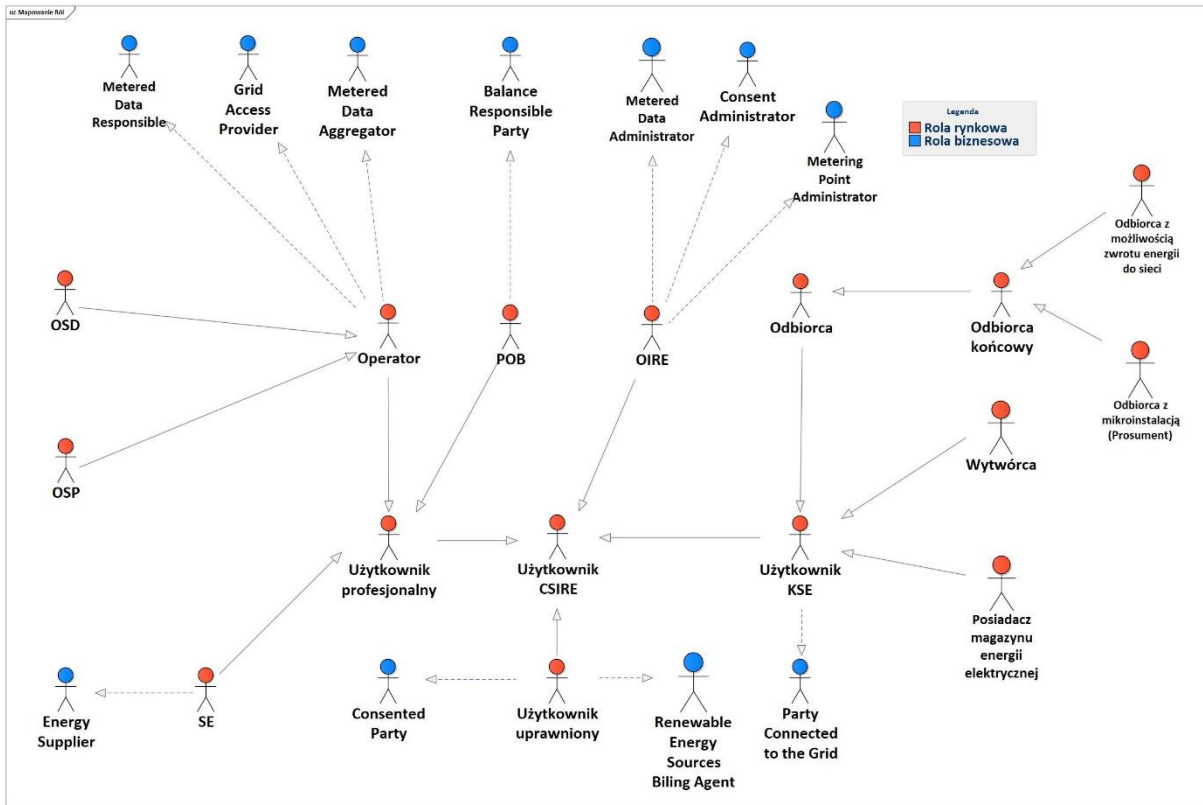 uc Mapowanie Ról
Metered
Data
Responsible
Grid
Access
Provider
Metered
Data
Aggregator
Balance
Responsible
Party
Metered
Data
Administrator
Consent
Administrator
Metering
Point
Administrator
Legenda
Rola rynkowa
Rola biznesowa
Odbiorca z
możliwością
zwrotu energii
do sieci
OSD
Operator
POB
OIRE
Odbiorca
Odbiorca
końcowy
Odbiorca z
mikroinstalacją
(Prosument)
Wytwórca
OSP
Użytkownik
profesjonalny
Użytkownik
CSIRE
Użytkownik
KSE
Posiadacz
magazynu
energii
elektrycznej
Energy
Supplier
SE
Consented
Party
Użytkownik
uprawniony
Renewable
Energy
Sources
Biling Agent
Party
Connected
to the Grid